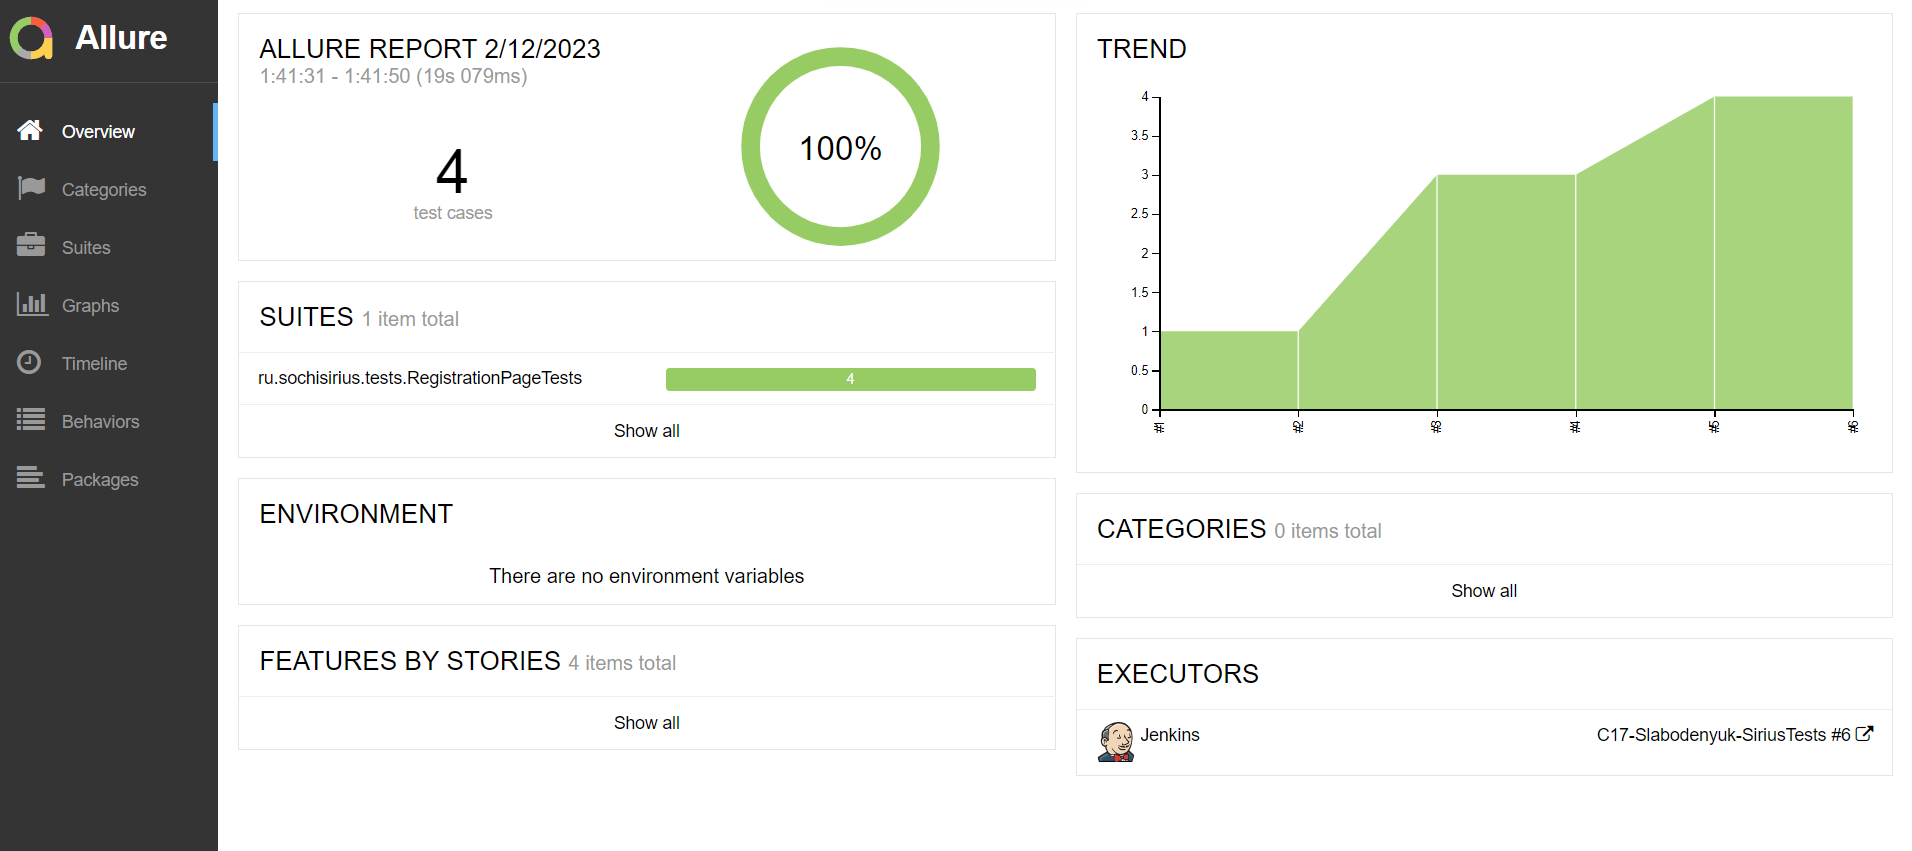 Allure
Overview
Categories
Suites
Graphs
Timeline
Behaviors
Packages
ALLURE REPORT 2/12/2023
1:41:31 - 1:41:50 (19s 079ms)
4
test cases
100%
SUITES 1 item total
ru.sochisirius.tests.RegistrationPageTests 4
Show all
ENVIRONMENT
There are no environment variables
FEATURES BY STORIES 4 items total
Show all
TREND
4
3.5
3
2.5
2
1.5
1
0.5
0
#1 #2 #3 #4 #5 #6
CATEGORIES 0 items total
Show all
EXECUTORS
Jenkins C17-Slabodenyuk-SiriusTests #6